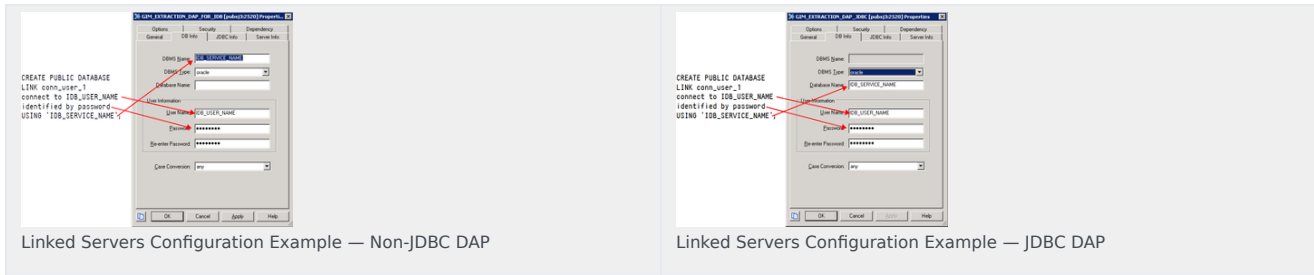 GIM_EXTRACTION_DAP_FOR_IDB [pubsj3:2520] Properti...
Options Security Dependency
General DB Info JDBC Info Server Info
DBMS Name: IDB_SERVICE_NAME
DBMS Type: oracle
Database Name:
User Information
User Name: IDB_USER_NAME
Password: ********
Re-enter Password: ********
Case Conversion: any
OK Cancel Apply Help
CREATE PUBLIC DATABASE
LINK conn_user_1
connect to IDB_USER_NAME
identified by password
USING 'IDB_SERVICE_NAME';
Linked Servers Configuration Example — Non-JDBC DAP
GIM_EXTRACTION_DAP_JDBC [pubsj3:2520] Properties
Options Security Dependency
General DB Info JDBC Info Server Info
DBMS Name:
DBMS Type: oracle
Database Name: IDB_SERVICE_NAME
User Information
User Name: IDB_USER_NAME
Password: ********
Re-enter Password: ********
Case Conversion: any
OK Cancel Apply Help
CREATE PUBLIC DATABASE
LINK conn_user_1
connect to IDB_USER_NAME
identified by password
USING 'IDB_SERVICE_NAME';
Linked Servers Configuration Example — JDBC DAP